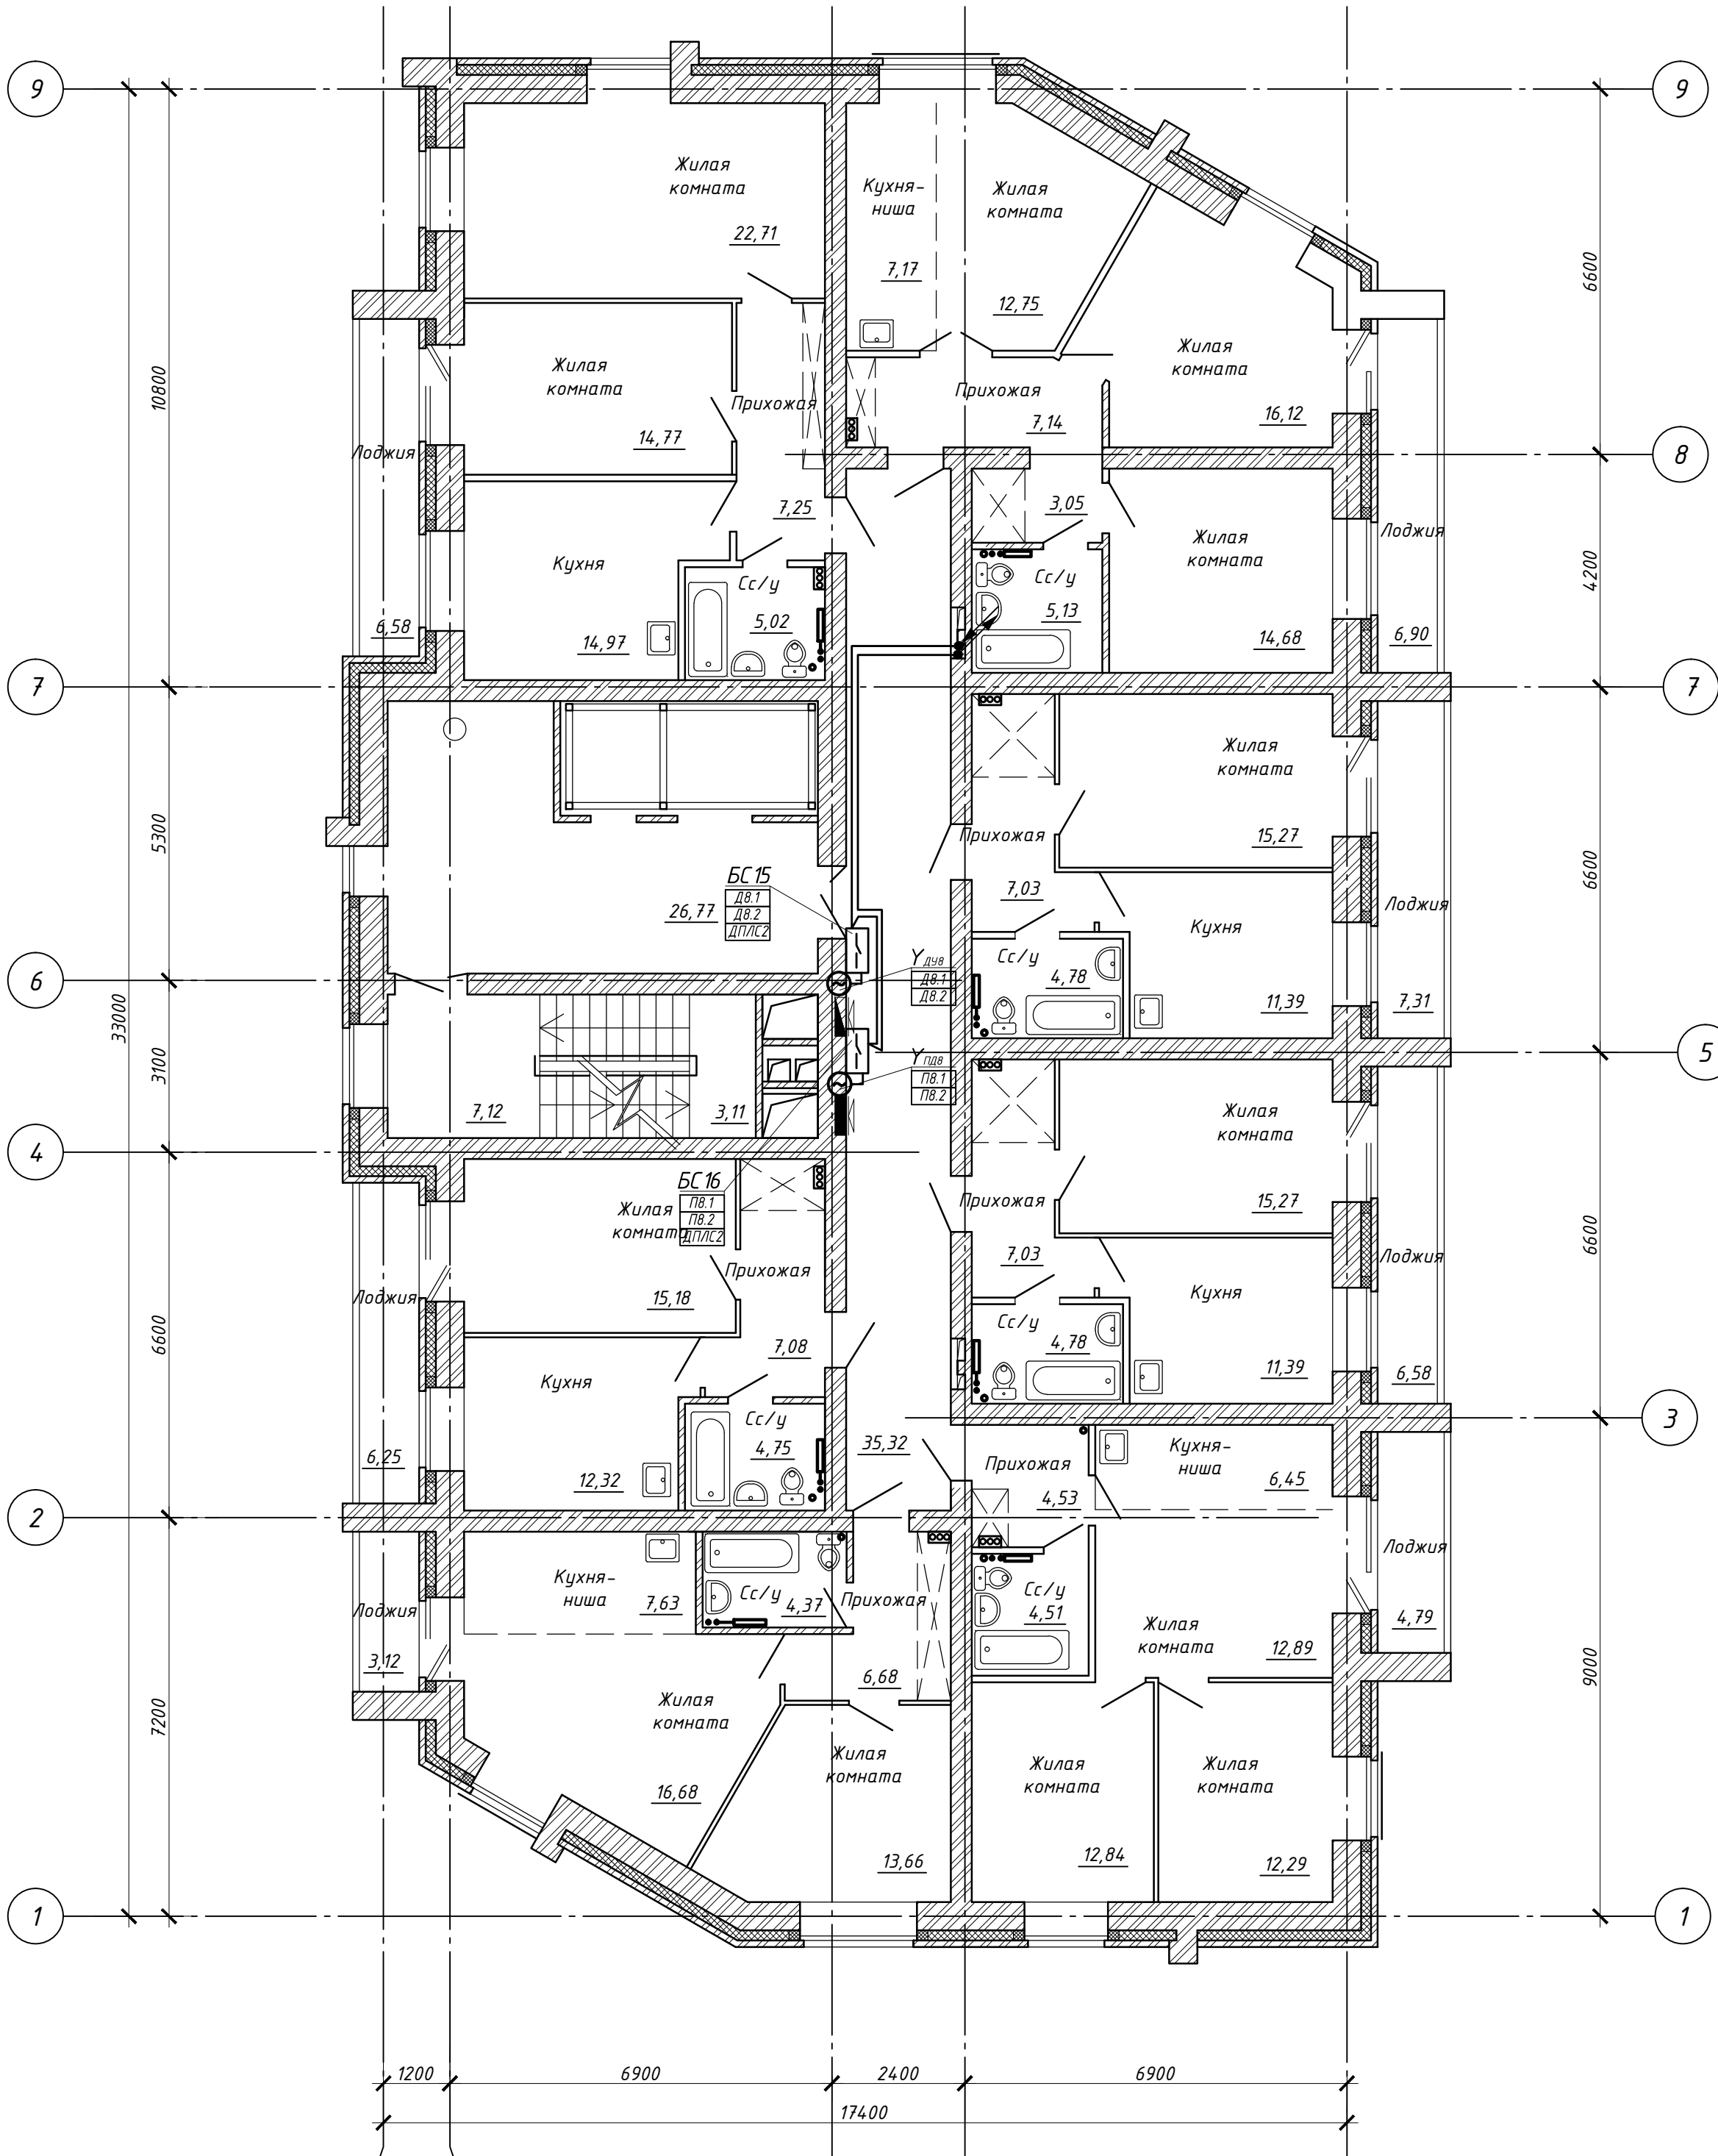 9
9
Жилая
комната
22,71
Кухня-
ниша
7,17
Жилая
комната
12,75
6600
10800
Жилая
комната
14,77
Прихожая
Прихожая
7,14
Жилая
комната
16,12
Лоджия
8
7,25
3,05
Жилая
комната
14,68
Лоджия
4200
Кухня
14,97
Сс/у
5,02
Сс/у
5,13
6,58
6,90
7
7
Жилая
комната
15,27
5300
Прихожая
6600
БС15
Д8.1
Д8.2
ДПЛС2
26,77
7,03
Лоджия
Кухня
Сс/у
4,78
11,39
7,31
6
YДУ8
Д8.1
Д8.2
33000
3100
5
YПД8
П8.1
П8.2
7,12
3,11
Жилая
комната
15,27
4
БС16
П8.1
П8.2
ДПЛС2
Жилая
комната
15,18
Прихожая
Прихожая
6600
7,03
Лоджия
Лоджия
Кухня
6600
7,08
Сс/у
4,78
11,39
6,58
Кухня
12,32
Сс/у
4,75
6,25
35,32
3
Прихожая
4,53
Кухня-
ниша
6,45
2
Лоджия
Кухня-
ниша
7,63
Сс/у
4,37
Прихожая
Сс/у
4,51
Лоджия
4,79
3,12
6,68
Жилая
комната
12,89
7200
9000
Жилая
комната
16,68
Жилая
комната
13,66
Жилая
комната
12,84
Жилая
комната
12,29
1
1
1200
6900
2400
6900
17400